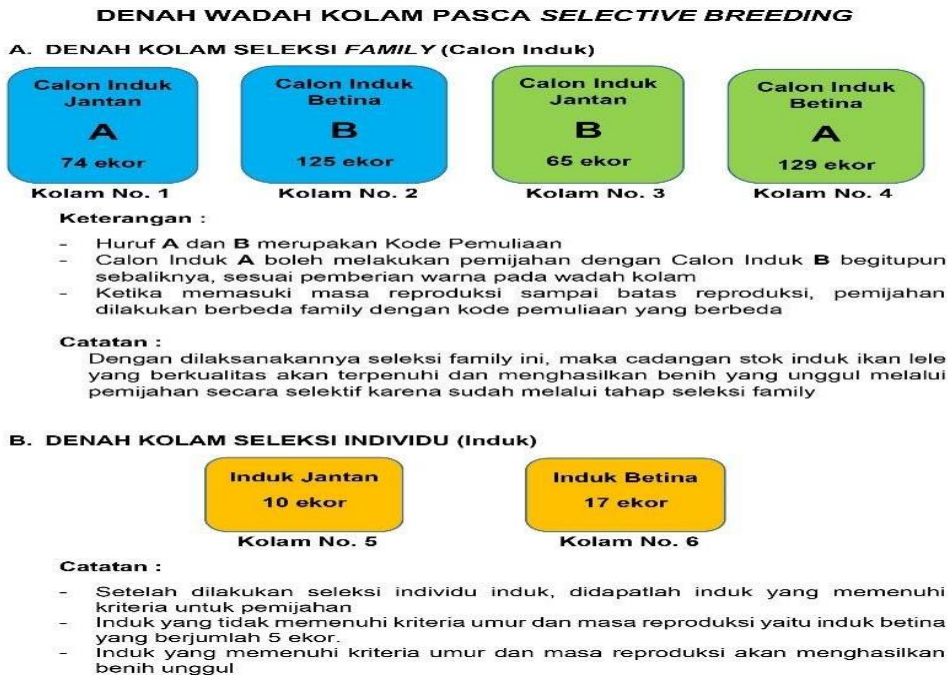 DENAH WADAH KOLAM PASCA SELECTIVE BREEDING
A. DENAH KOLAM SELEKSI FAMILY (Calon Induk)
Calon Induk
Jantan
A
74 ekor
Kolam No. 1
Calon Induk
Betina
B
125 ekor
Kolam No. 2
Calon Induk
Jantan
B
65 ekor
Kolam No. 3
Calon Induk
Betina
A
129 ekor
Kolam No. 4
Keterangan :
- Huruf A dan B merupakan Kode Pemuliaan
- Calon Induk A boleh melakukan pemijahan dengan Calon Induk B begitupun
sebaliknya, sesuai pemberian warna pada wadah kolam
- Ketika memasuki masa reproduksi sampai batas reproduksi, pemijahan
dilakukan berbeda family dengan kode pemuliaan yang berbeda
Catatan :
Dengan dilaksanakannya seleksi family ini, maka cadangan stok induk ikan lele
yang berkualitas akan terpenuhi dan menghasilkan benih yang unggul melalui
pemijahan secara selektif karena sudah melalui tahap seleksi family
B. DENAH KOLAM SELEKSI INDIVIDU (Induk)
Induk Jantan
10 ekor
Kolam No. 5
Induk Betina
17 ekor
Kolam No. 6
Catatan :
- Setelah dilakukan seleksi individu induk, didapatlah induk yang memenuhi
kriteria untuk pemijahan
- Induk yang tidak memenuhi kriteria umur dan masa reproduksi yaitu induk betina
yang berjumlah 5 ekor.
- Induk yang memenuhi kriteria umur dan masa reproduksi akan menghasilkan
benih unggul